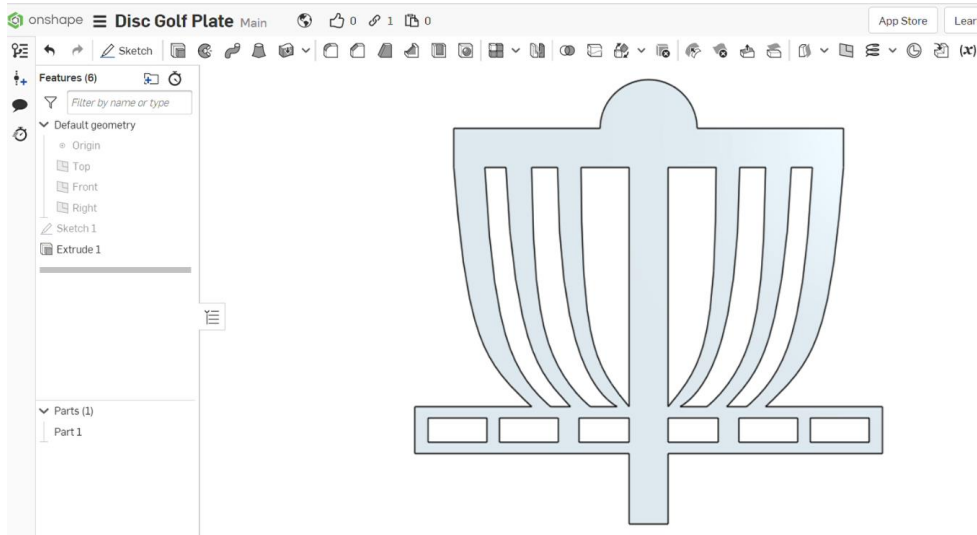 onshape Disc Golf Plate Main 0 1 0 App Store Lear
Sketch (x)
Features (6)
Filter by name or type
Default geometry
Origin
Top
Front
Right
Sketch 1
Extrude 1
Parts (1)
Part 1